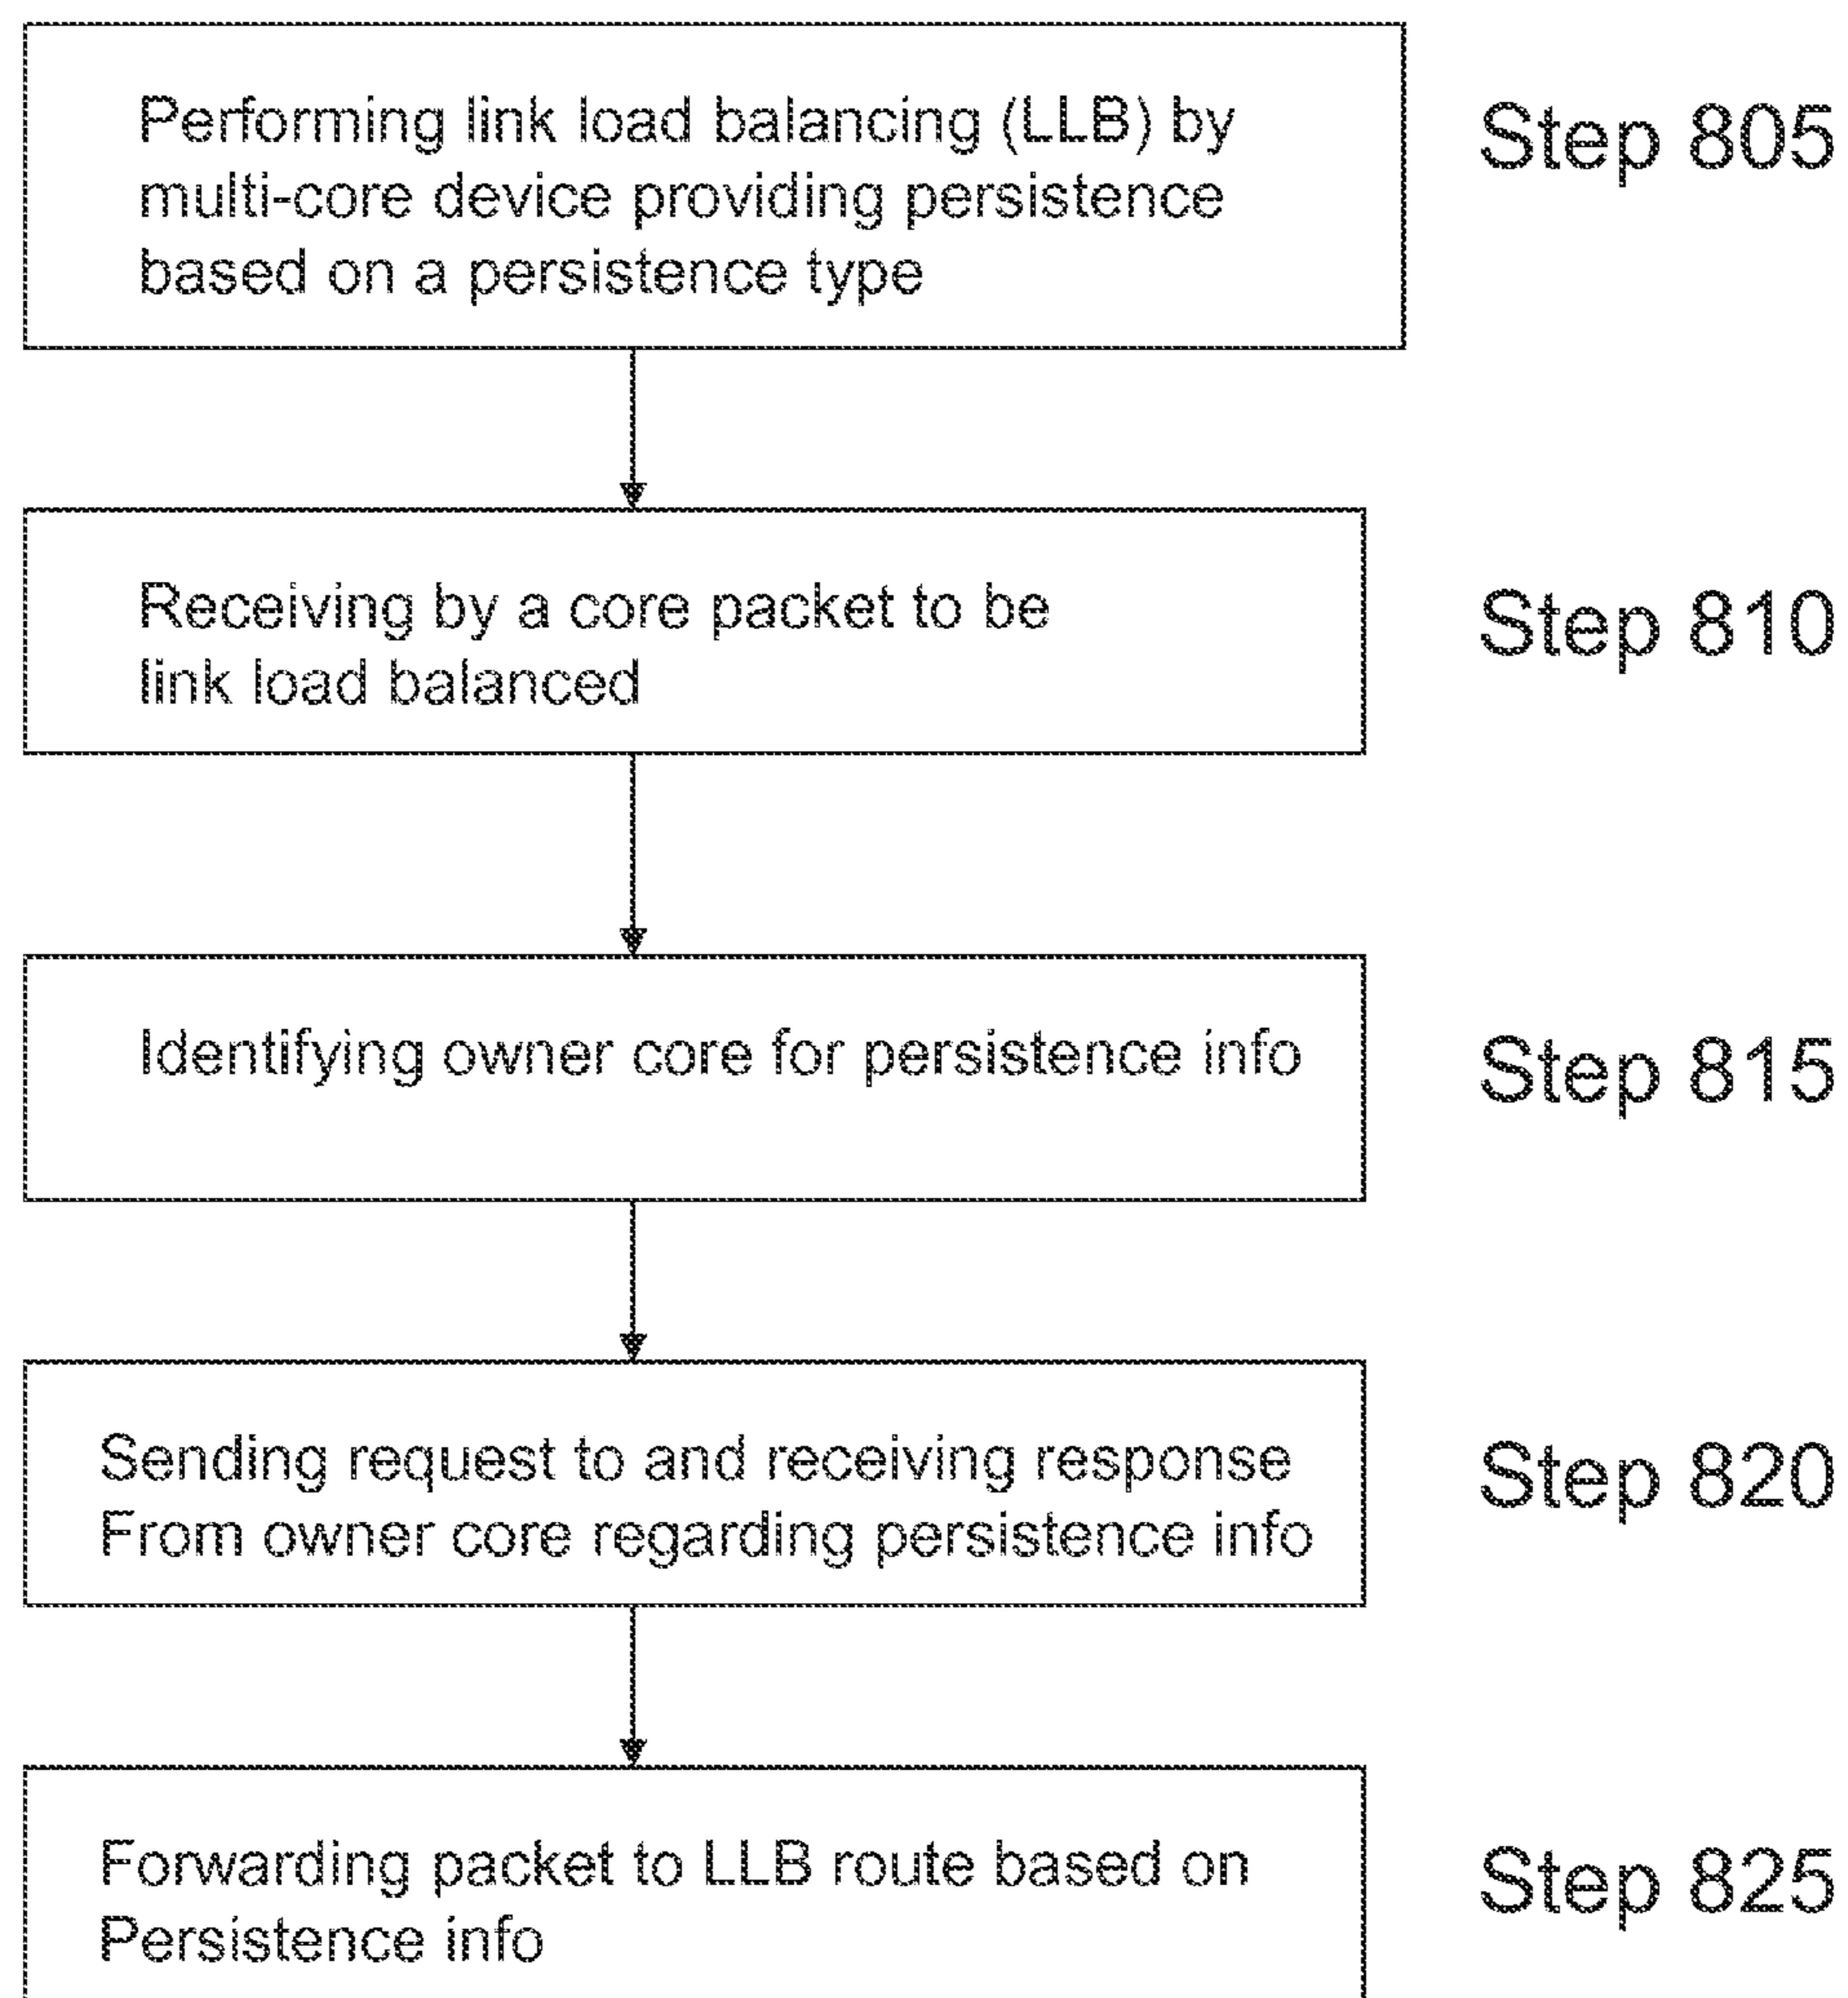 Performing link load balancing (LLB) by
multi-core device providing persistence
based on a persistence type
Step 805
Receiving by a core packet to be
link load balanced
Step 810
Identifying owner core for persistence info
Step 815
Sending request to and receiving response
From owner core regarding persistence info
Step 820
Forwarding packet to LLB route based on
Persistence info
Step 825